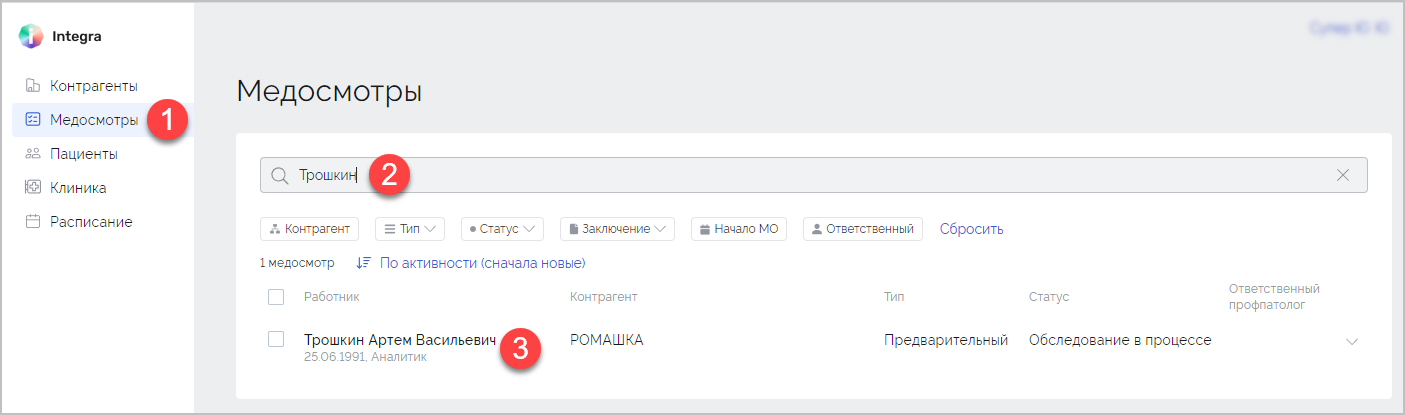 Integra
Контрагенты
Медосмотры 1
Пациенты
Клиника
Расписание
Медосмотры
Трошкин 2
Контрагент Тип Статус Заключение Начало МО Ответственный Сбросить
1 медосмотр По активности (сначала новые)
Работник Контрагент Тип Статус Ответственный
профпатолог
Трошкин Артем Васильевич 3 РОМАШКА Предварительный Обследование в процессе
25.06.1991, Аналитик